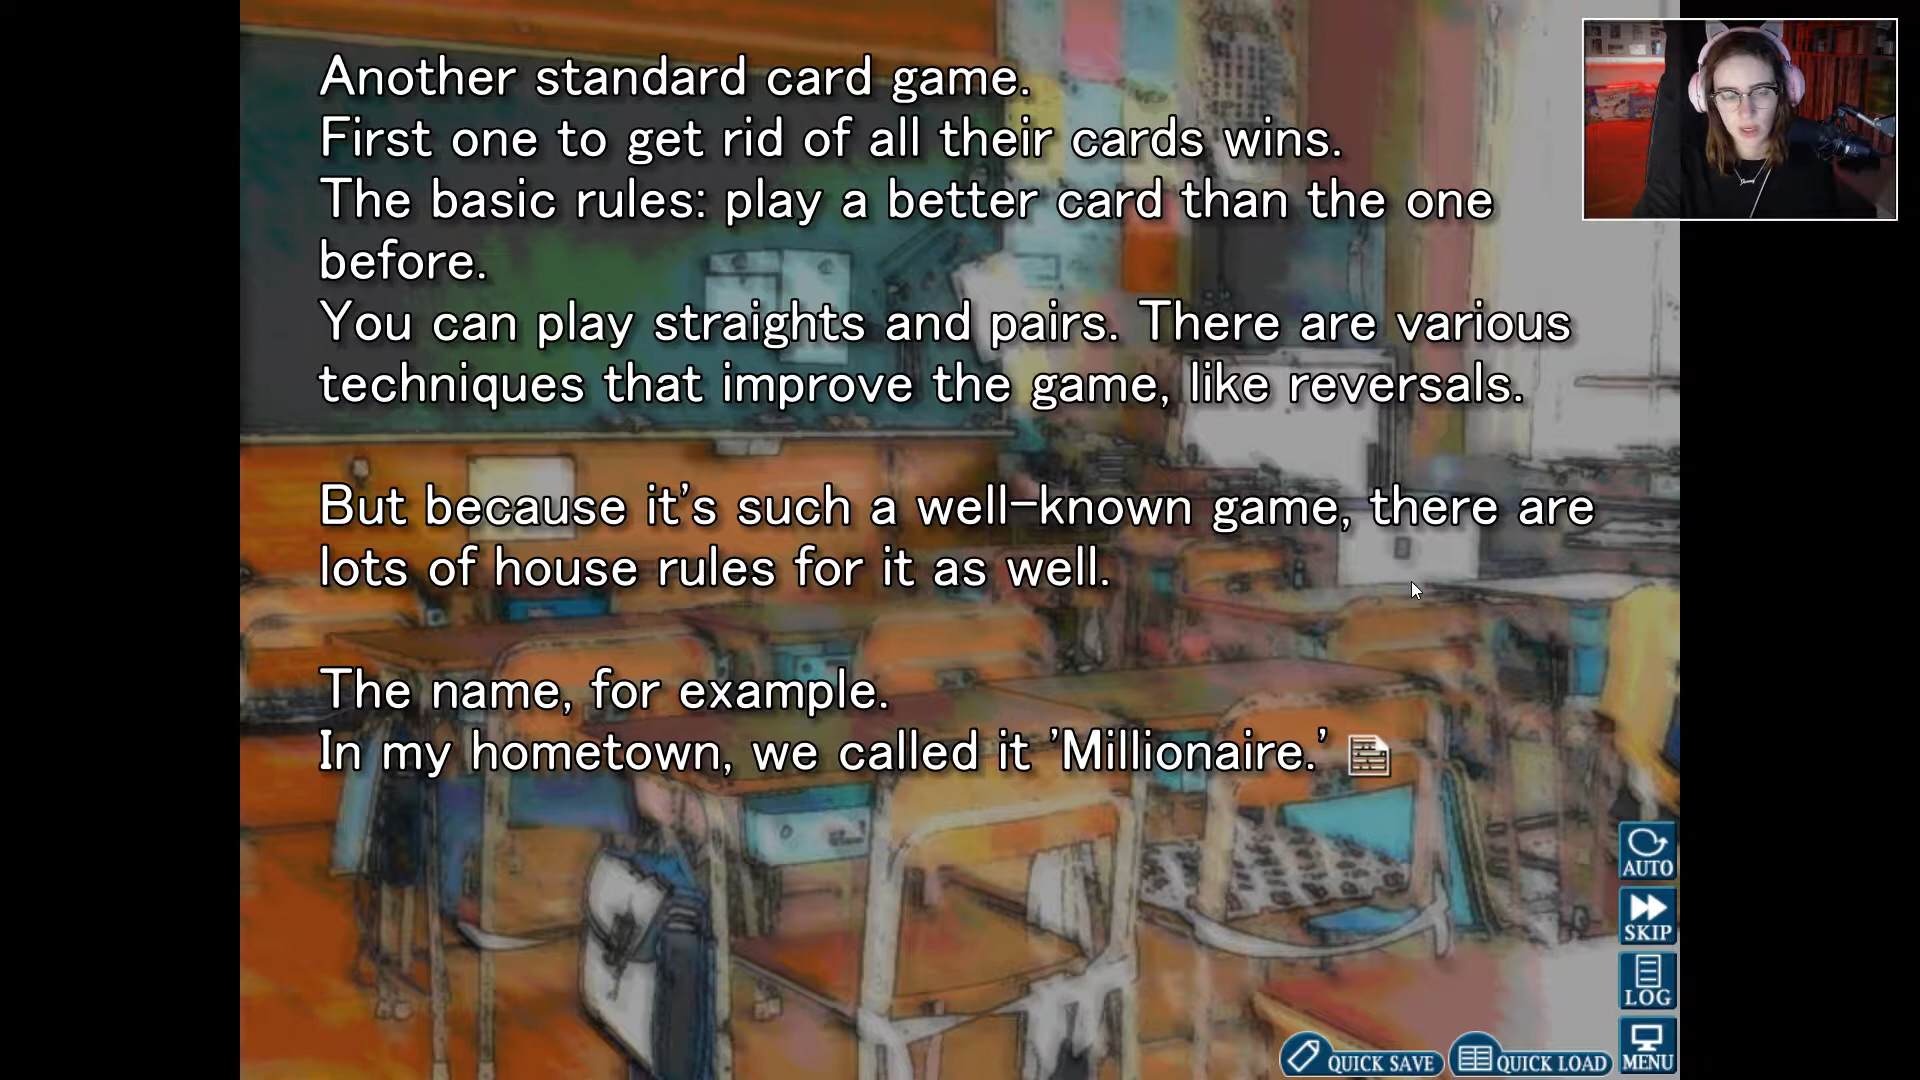 Another standard card game.
First one to get rid of all their cards wins.
The basic rules: play a better card than the one
before.
You can play straights and pairs. There are various
techniques that improve the game, like reversals.
But because it's such a well-known game, there are
lots of house rules for it as well.
The name, for example.
In my hometown, we called it 'Millionaire.'
AUTO
SKIP
LOG
MENU
QUICK SAVE
QUICK LOAD